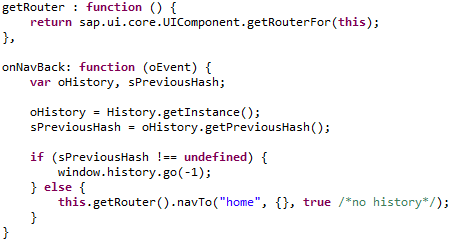 getRouter : function () {
    return sap.ui.core.UIComponent.getRouterFor(this);
},

onNavBack: function (oEvent) {
    var oHistory, sPreviousHash;

    oHistory = History.getInstance();
    sPreviousHash = oHistory.getPreviousHash();

    if (sPreviousHash !== undefined) {
        window.history.go(-1);
    } else {
        this.getRouter().navTo("home", {}, true /*no history*/);
    }
}